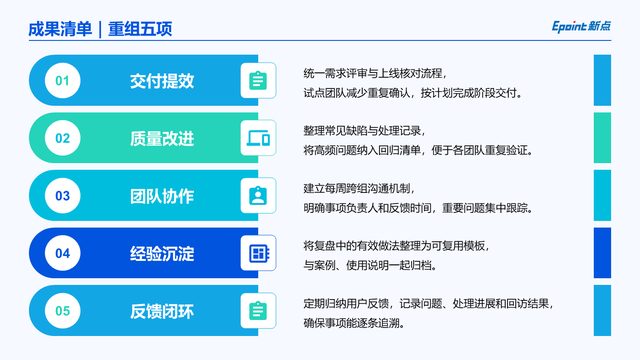 成果清单｜重组五项
Epoint新点
01
交付提效
统一需求评审与上线核对流程，
试点团队减少重复确认，按计划完成阶段交付。
02
质量改进
整理常见缺陷与处理记录，
将高频问题纳入回归清单，便于各团队重复验证。
03
团队协作
建立每周跨组沟通机制，
明确事项负责人和反馈时间，重要问题集中跟踪。
04
经验沉淀
将复盘中的有效做法整理为可复用模板，
与案例、使用说明一起归档。
05
反馈闭环
定期归纳用户反馈，记录问题、处理进展和回访结果，
确保事项能逐条追溯。